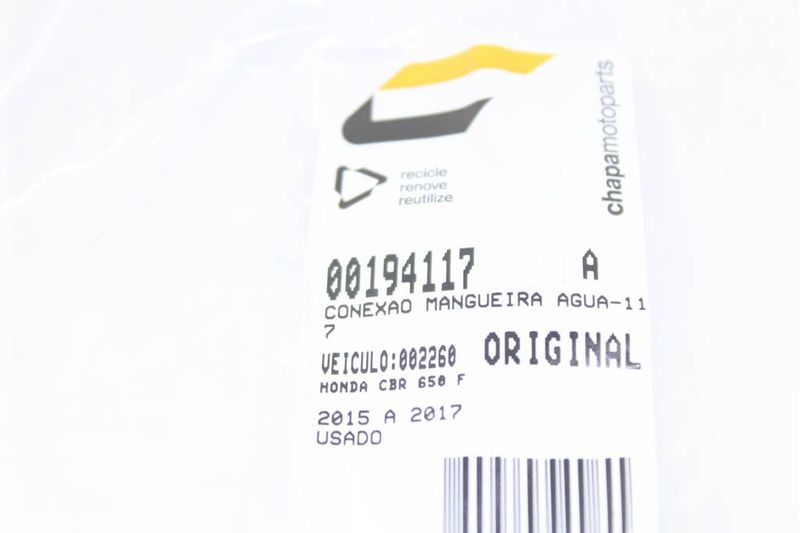 chapamotoparts
recicle
renove
reutilize
00194117 A
CONEXAO MANGUEIRA AGUA-11
7
VEICULO:002260 ORIGINAL
HONDA CBR 650 F
2015 A 2017
USADO